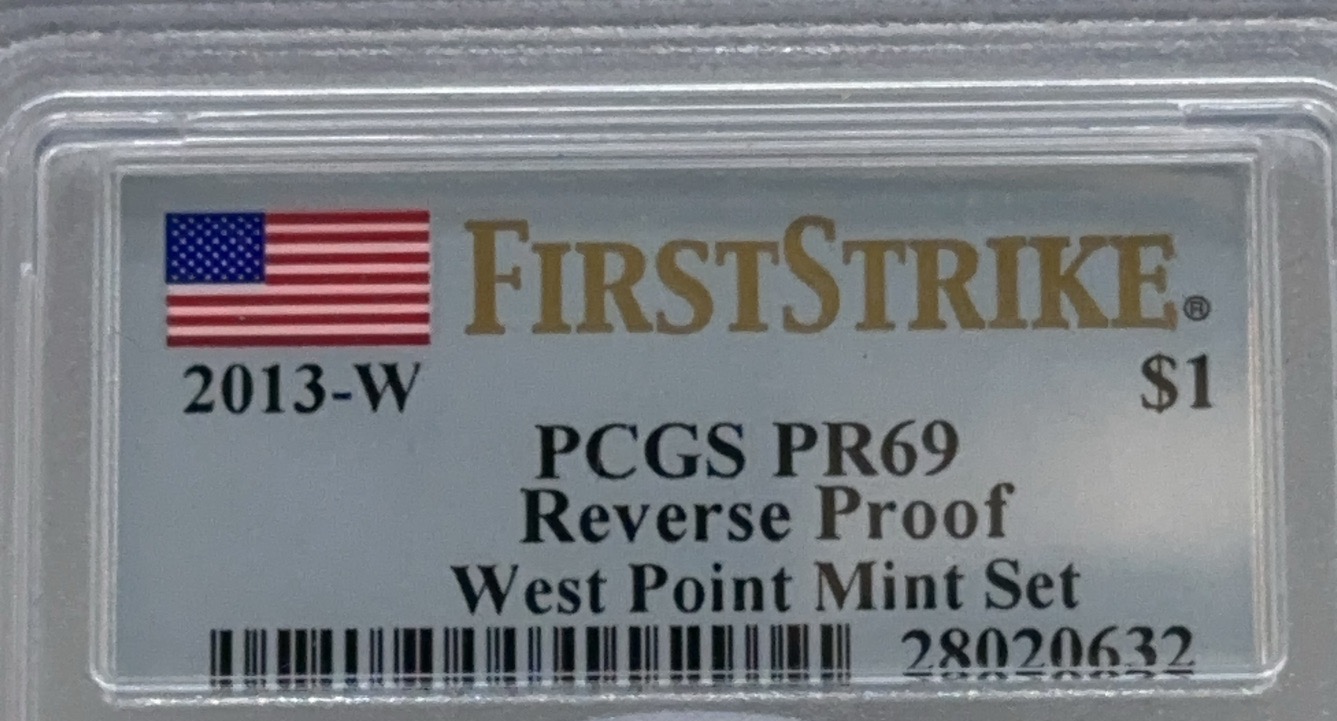 FIRSTSTRIKE®
2013-W $1
PCGS PR69
Reverse Proof
West Point Mint Set
28020632